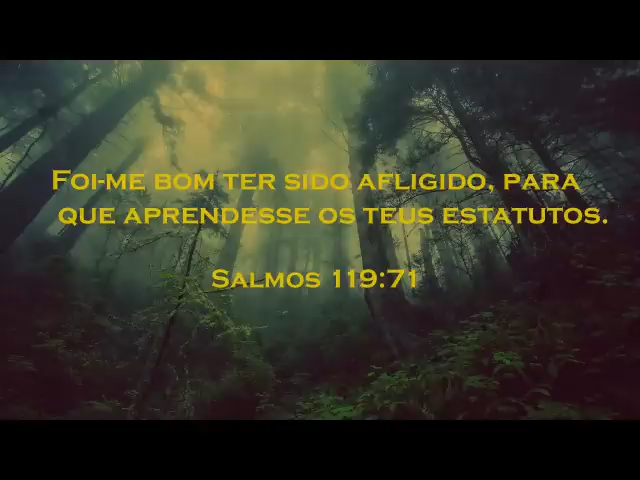 Foi-me bom ter sido afligido, para
que aprendesse os teus estatutos.
Salmos 119:71